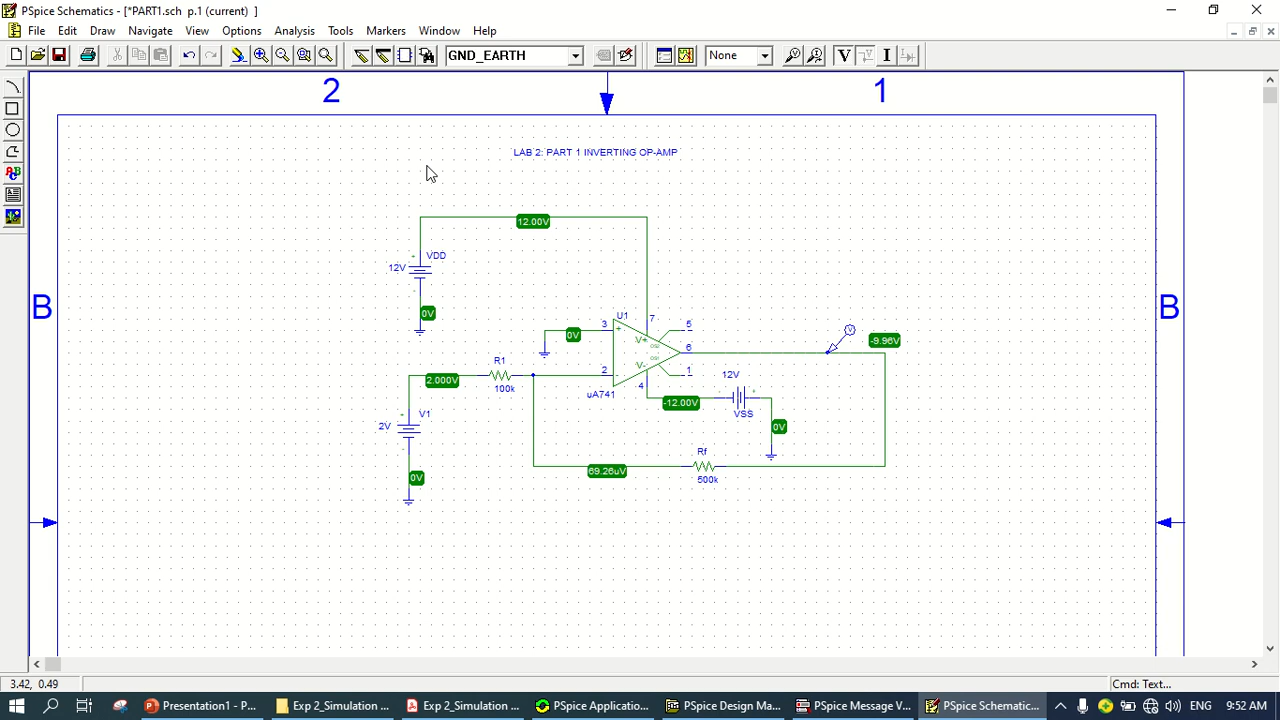 PSpice Schematics - [*PART1.sch p.1 (current) ]
File Edit Draw Navigate View Options Analysis Tools Markers Window Help
GND_EARTH
None
V
V
I
ABC
2
1
LAB 2: PART 1 INVERTING OP-AMP
12.00V
+
VDD
12V
-
0V
B
B
U1
7
5
3
+
V+
OS2
0V
6
-9.96V
V
OS1
R1
2
-
V-
1
12V
2.000V
100k
4
uA741
-12.00V
-
+
VSS
+
V1
2V
-
0V
Rf
69.26uV
500k
0V
3.42, 0.49
Cmd: Text...
Presentation1 - P...
Exp 2_Simulation ...
Exp 2_Simulation ...
PSpice Application...
PSpice Design Ma...
PSpice Message V...
PSpice Schematic...
ENG
9:52 AM